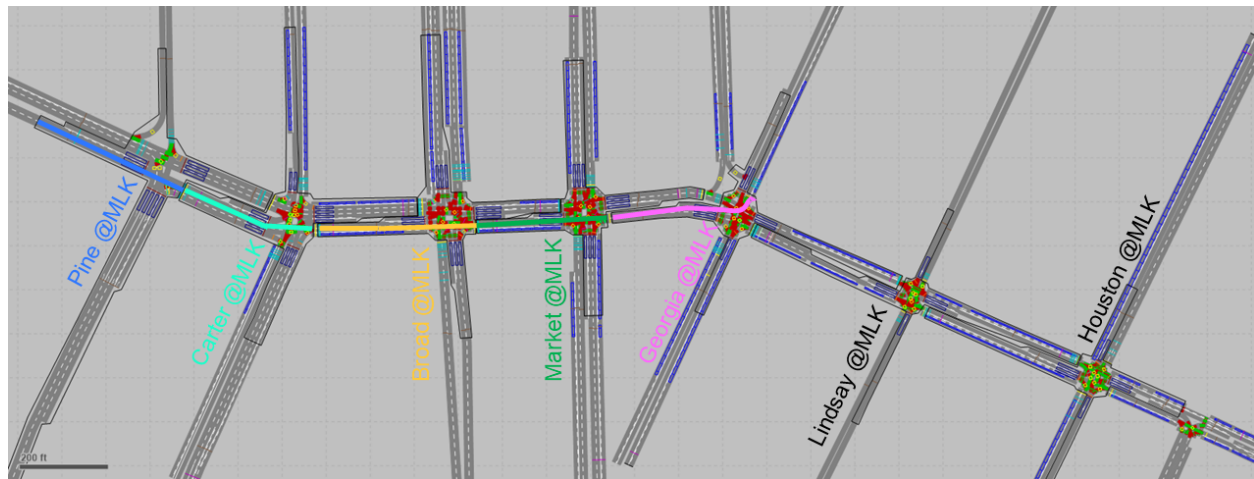 Pine @MLK
Carter @MLK
Broad @MLK
Market @MLK
Georgia @MLK
Lindsay @MLK
Houston @MLK
200 ft